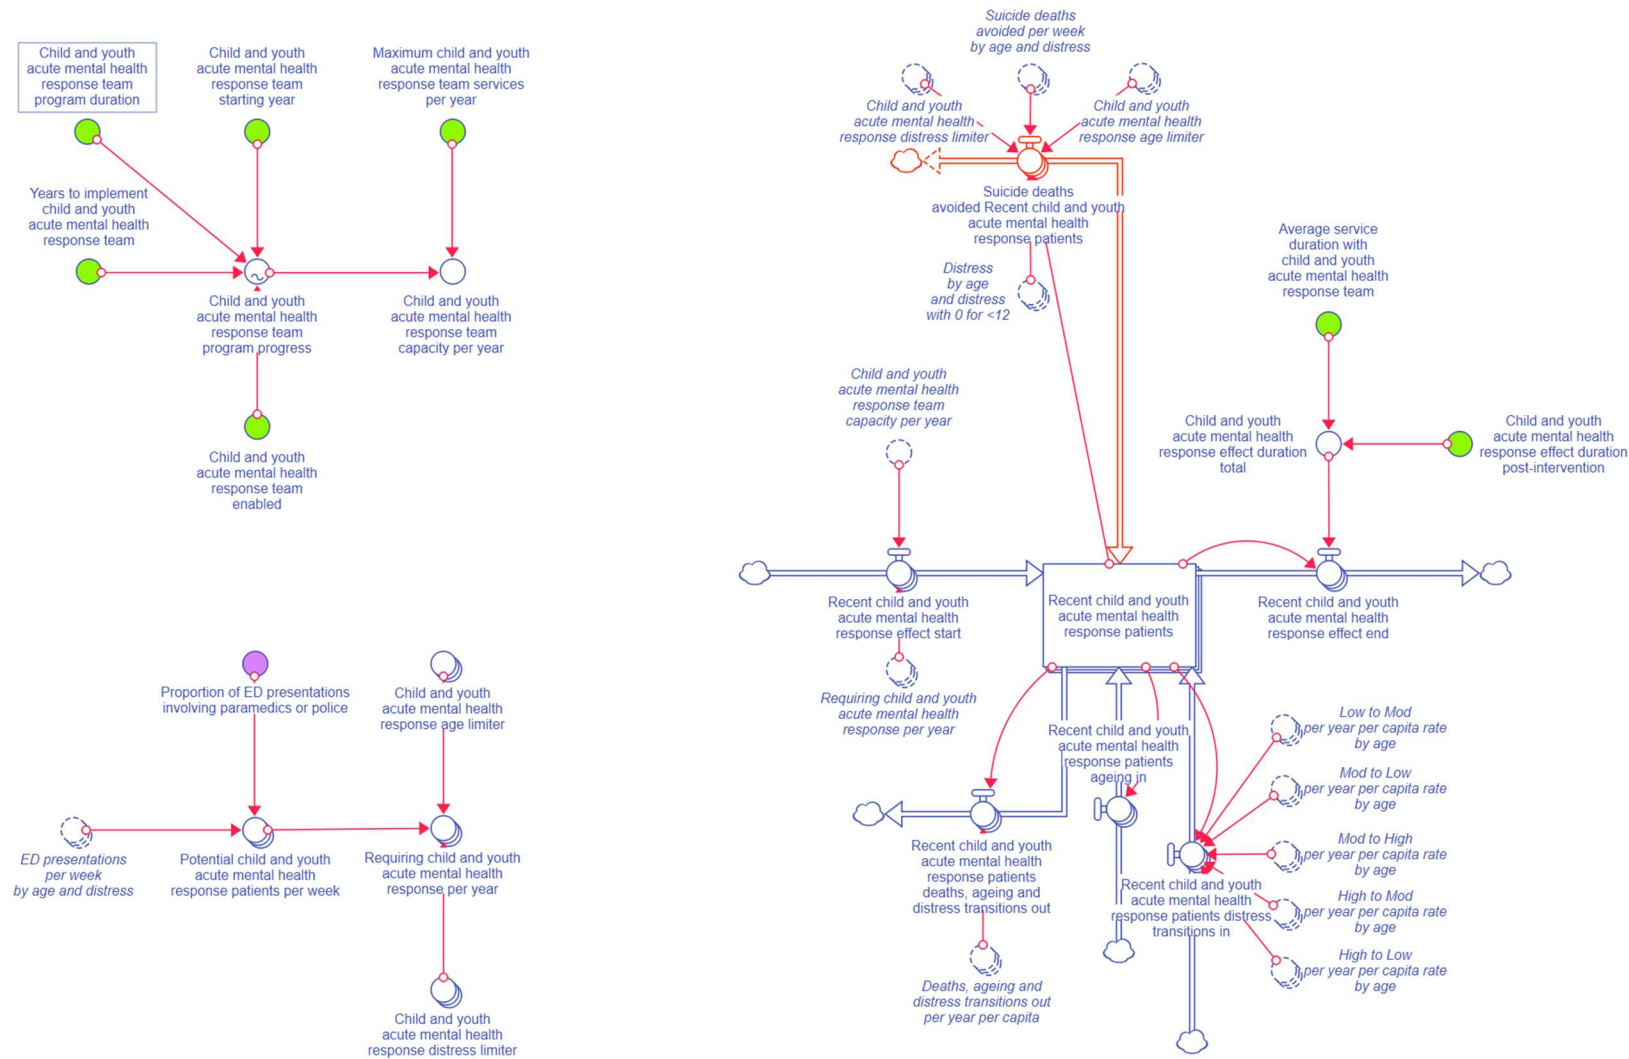 Child and youth
acute mental health
response team
program duration
Child and youth
acute mental health
response team
starting year
Maximum child and youth
acute mental health
response team services
per year
Years to implement
child and youth
acute mental health
response team
Child and youth
acute mental health
response team
program progress
Child and youth
acute mental health
response team
capacity per year
Child and youth
acute mental health
response team
enabled
Proportion of ED presentations
involving paramedics or police
Child and youth
acute mental health
response age limiter
ED presentations
per week
by age and distress
Potential child and youth
acute mental health
response patients per week
Requiring child and youth
acute mental health
response per year
Child and youth
acute mental health
response distress limiter
Suicide deaths
avoided per week
by age and distress
Child and youth
acute mental health
response distress limiter
Child and youth
acute mental health
response age limiter
Suicide deaths
avoided Recent child and youth
acute mental health
response patients
Distress
by age
and distress
with 0 for <12
Average service
duration with
child and youth
acute mental health
response team
Child and youth
acute mental health
response team
capacity per year
Child and youth
acute mental health
response effect duration
total
Child and youth
acute mental health
response effect duration
post-intervention
Recent child and youth
acute mental health
response effect start
Recent child and youth
acute mental health
response patients
Recent child and youth
acute mental health
response effect end
Requiring child and youth
acute mental health
response per year
Recent child and youth
acute mental health
response patients
ageing in
Low to Mod
per year per capita rate
by age
Mod to Low
per year per capita rate
by age
Mod to High
per year per capita rate
by age
High to Mod
per year per capita rate
by age
High to Low
per year per capita rate
by age
Recent child and youth
acute mental health
response patients
deaths, ageing and
distress transitions out
Recent child and youth
acute mental health
response patients distress
transitions in
Deaths, ageing and
distress transitions out
per year per capita